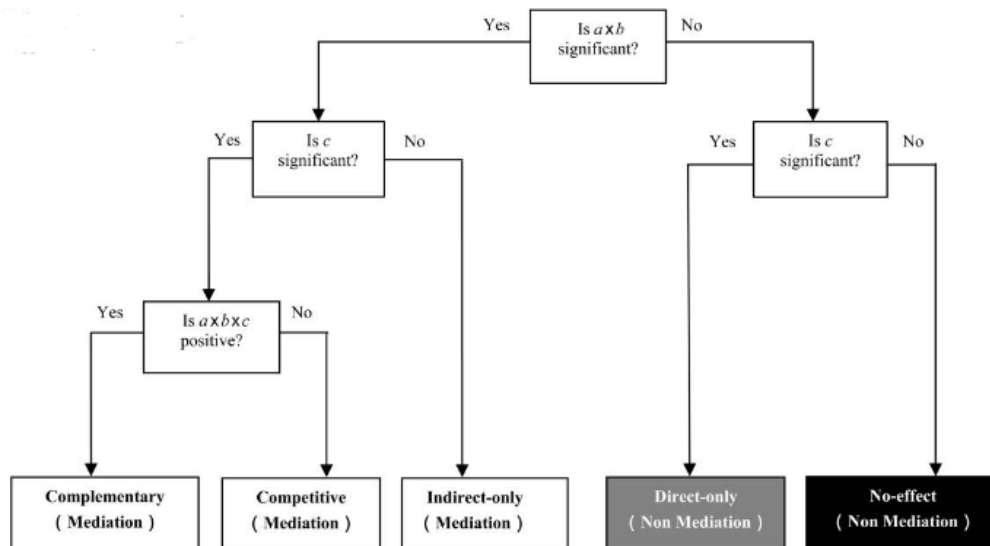 Yes
Is a x b
significant?
No
Yes
Is c
significant?
No
Yes
Is c
significant?
No
Yes
Is a x b x c
positive?
No
Complementary
( Mediation )
Competitive
( Mediation )
Indirect-only
( Mediation )
Direct-only
( Non Mediation )
No-effect
( Non Mediation )